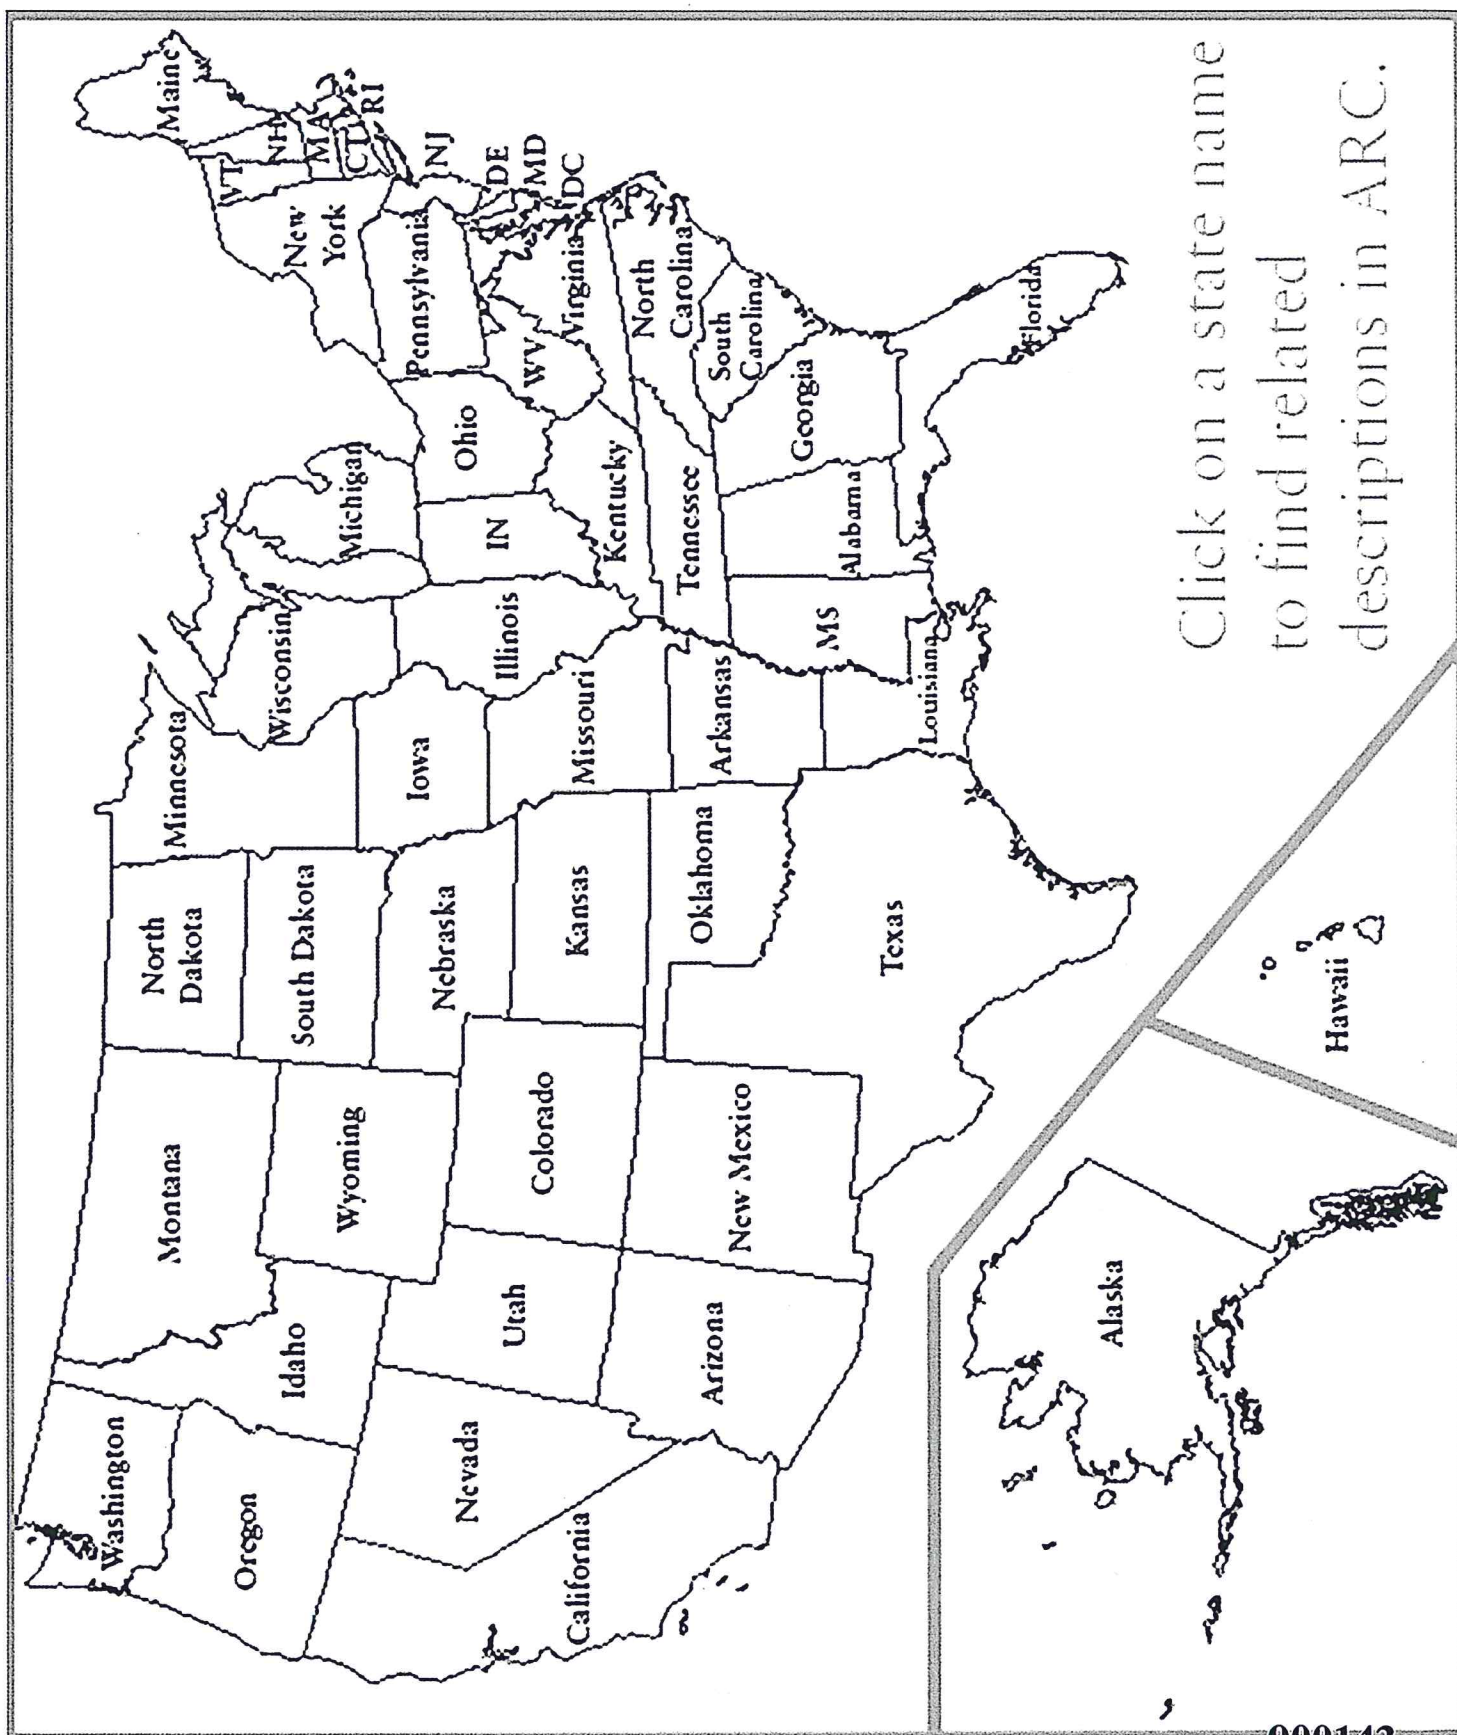 Washington
Oregon
California
Nevada
Idaho
Montana
Wyoming
Utah
Arizona
Colorado
New Mexico
North
Dakota
South Dakota
Nebraska
Kansas
Oklahoma
Texas
Minnesota
Iowa
Missouri
Arkansas
Louisiana
Wisconsin
Illinois
MS
Michigan
IN
Kentucky
Tennessee
Alabama
Ohio
WV
Georgia
Pennsylvania
Virginia
North
Carolina
South
Carolina
Florida
New
York
VT
NH
Maine
MA
CT
RI
NJ
DE
MD
DC
Alaska
Hawaii
Click on a state name
to find related
descriptions in ARC.
000142